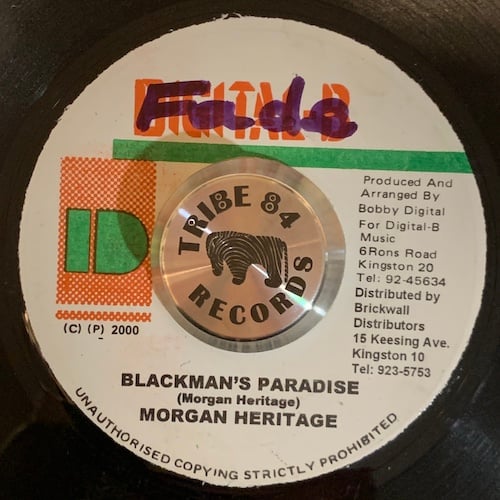 DIGITAL-B
Fada
TRIBE 84
RECORDS
ID
(C) (P) 2000
Produced And
Arranged By
Bobby Digital
For Digital-B
Music
6Rons Road
Kingston 20
Tel: 92-45634
Distributed by
Brickwall
Distributors
15 Keesing Ave.
Kingston 10
Tel: 923-5753
BLACKMAN'S PARADISE
(Morgan Heritage)
MORGAN HERITAGE
UNAUTHORISED COPYING STRICTLY PROHIBITED